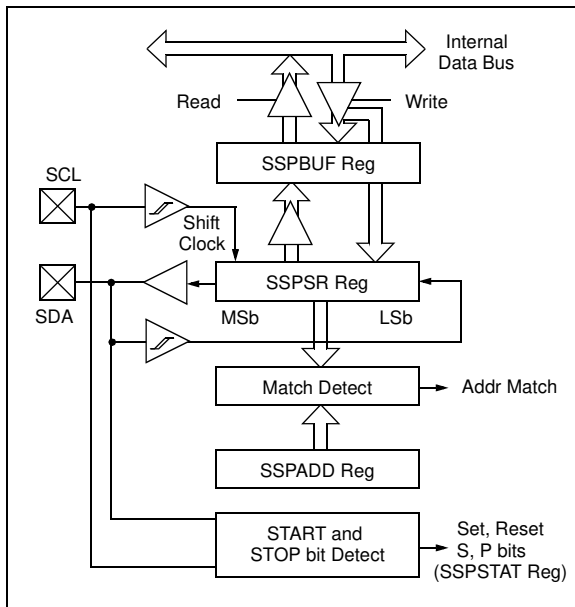 Internal
Data Bus
Read
Write
SSPBUF Reg
SCL
Shift
Clock
SSPSR Reg
SDA
MSb
LSb
Match Detect
Addr Match
SSPADD Reg
START and
STOP bit Detect
Set, Reset
S, P bits
(SSPSTAT Reg)